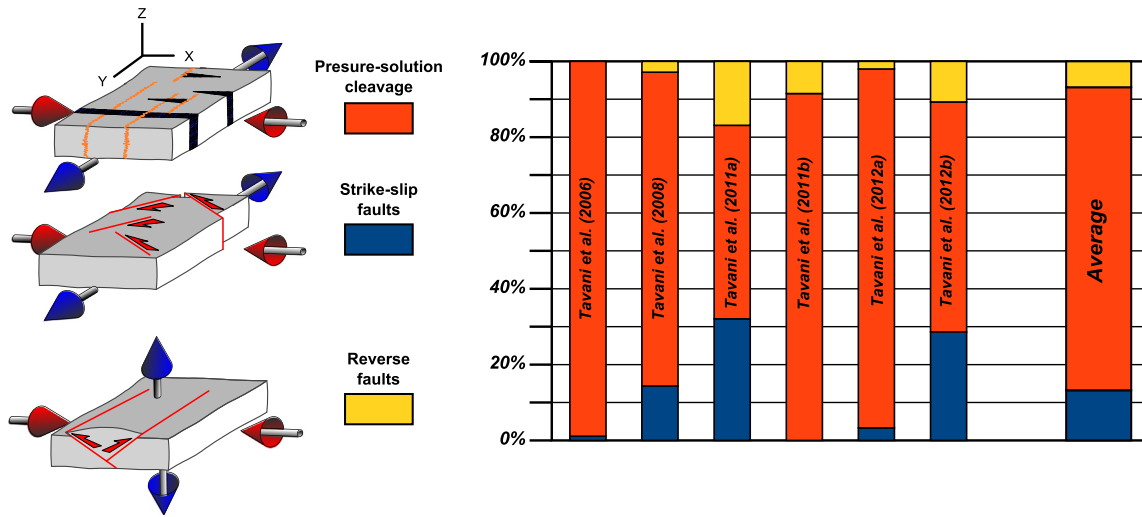 Z
X
Y
Presure-solution
cleavage
Strike-slip
faults
Reverse
faults
100%
80%
60%
40%
20%
0%
Tavani et al. (2006)
Tavani et al. (2008)
Tavani et al. (2011a)
Tavani et al. (2011b)
Tavani et al. (2012a)
Tavani et al. (2012b)
Average